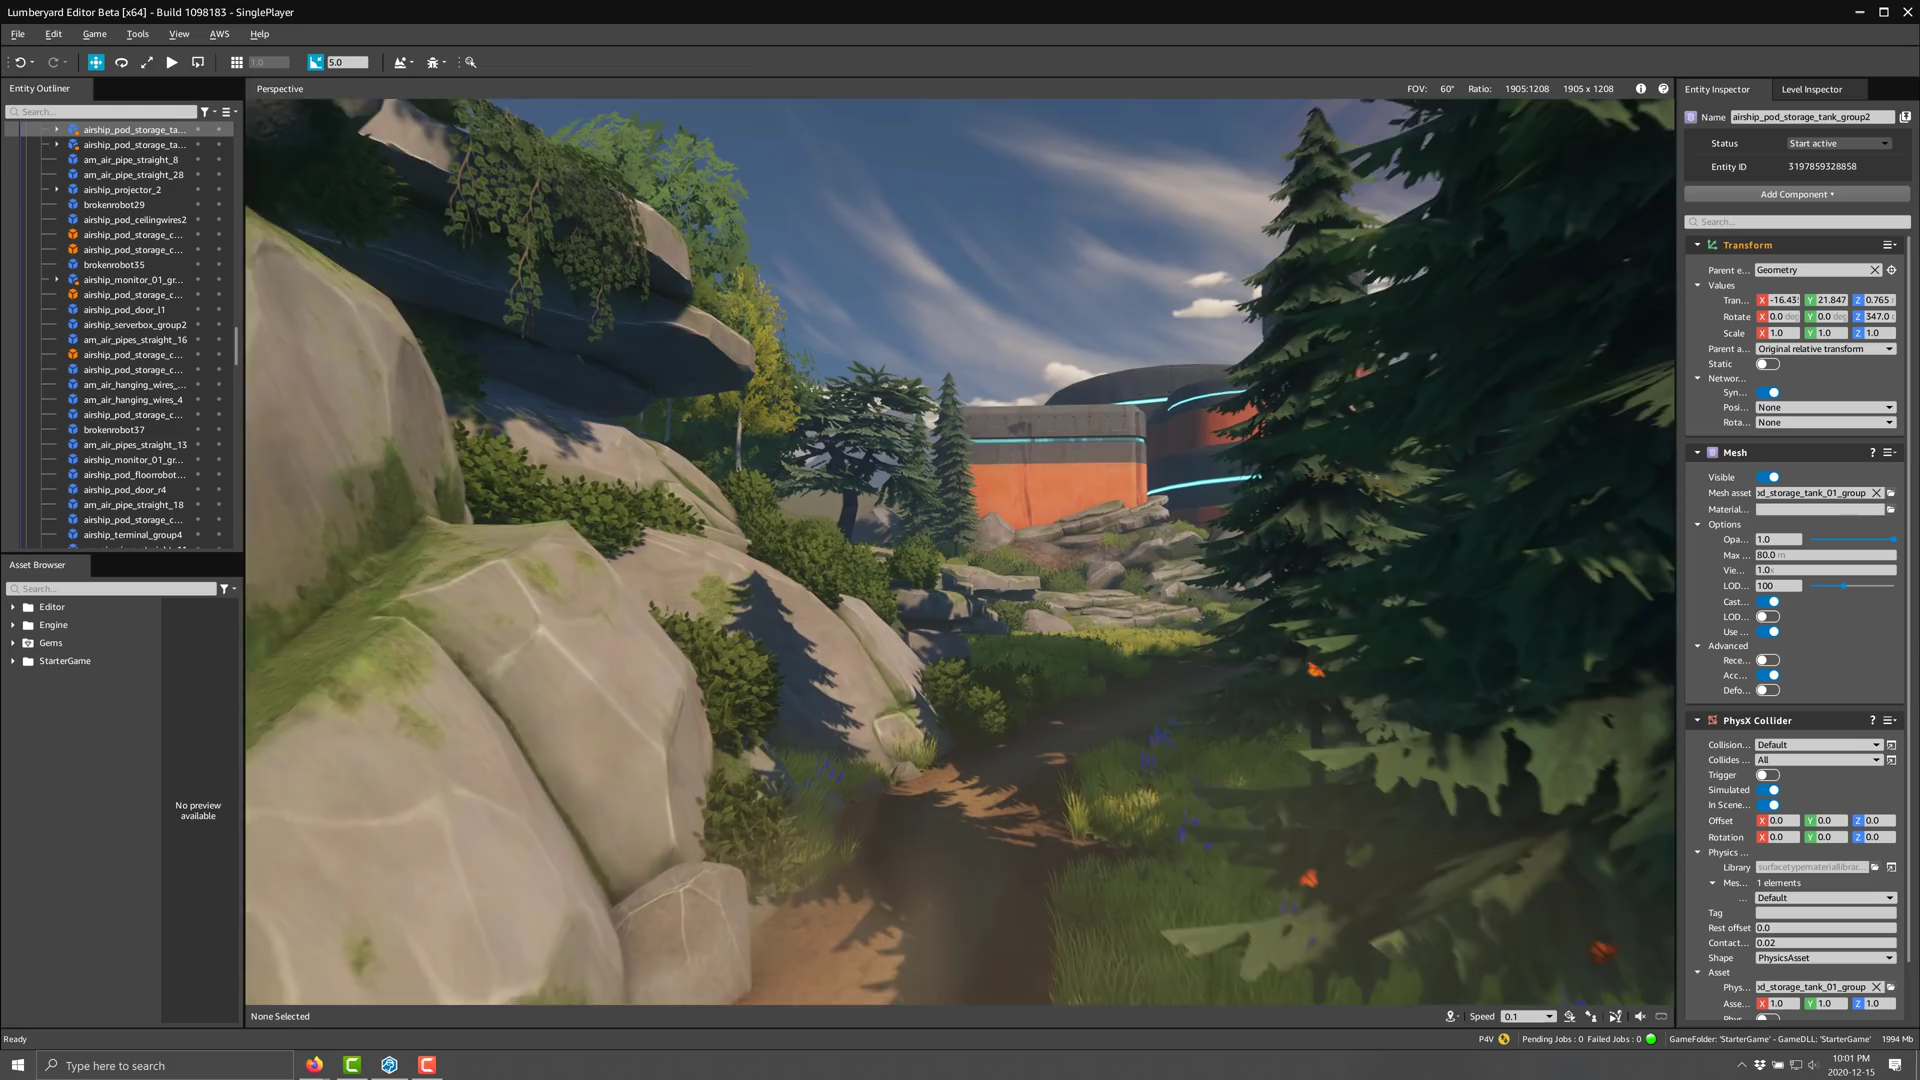 Lumberyard Editor Beta [x64] - Build 1098183 - SinglePlayer
File Edit Game Tools View AWS Help
1.0 5.0
Entity Outliner
Search...
airship_pod_storage_ta...
airship_pod_storage_ta...
am_air_pipe_straight_8
am_air_pipe_straight_28
airship_projector_2
brokenrobot29
airship_pod_ceilingwires2
airship_pod_storage_c...
airship_pod_storage_c...
brokenrobot35
airship_monitor_01_gr...
airship_pod_storage_c...
airship_pod_door_l1
airship_serverbox_group2
am_air_pipes_straight_16
airship_pod_storage_c...
airship_pod_storage_c...
am_air_hanging_wires_...
am_air_hanging_wires_4
airship_pod_storage_c...
brokenrobot37
am_air_pipes_straight_13
airship_monitor_01_gr...
airship_pod_floorrobot...
airship_pod_door_r4
am_air_pipe_straight_18
airship_pod_storage_c...
airship_terminal_group4
Asset Browser
Search...
Editor
Engine
Gems
StarterGame
No preview
available
Perspective
FOV: 60° Ratio: 1905:1208 1905 x 1208
None Selected
Speed 0.1
Entity Inspector Level Inspector
Name airship_pod_storage_tank_group2
Status Start active
Entity ID 3197859328858
Add Component
Search...
Transform
Parent e... Geometry
Values
Tran... X -16.43 Y 21.847 Z 0.765
Rotate X 0.0 deg Y 0.0 deg Z 347.0
Scale X 1.0 Y 1.0 Z 1.0
Parent a... Original relative transform
Static
Networ...
Syn...
Posi... None
Rota... None
Mesh ?
Visible
Mesh asset od_storage_tank_01_group
Material...
Options
Opa... 1.0
Max ... 80.0 m
Vie... 1.0x
LOD... 100
Cast...
LOD...
Use ...
Advanced
Rece...
Acc...
Defo...
PhysX Collider ?
Collision... Default
Collides ... All
Trigger
Simulated
In Scene...
Offset X 0.0 Y 0.0 Z 0.0
Rotation X 0.0 Y 0.0 Z 0.0
Physics ...
Library surfacetypemateriallibrar...
Mes... 1 elements
... Default
Tag
Rest offset 0.0
Contact... 0.02
Shape PhysicsAsset
Asset
Phys... od_storage_tank_01_group
Asse... X 1.0 Y 1.0 Z 1.0
Ready
P4V Pending Jobs : 0 Failed Jobs : 0 GameFolder: 'StarterGame' - GameDLL: 'StarterGame' 1994 Mb
Type here to search
10:01 PM
2020-12-15